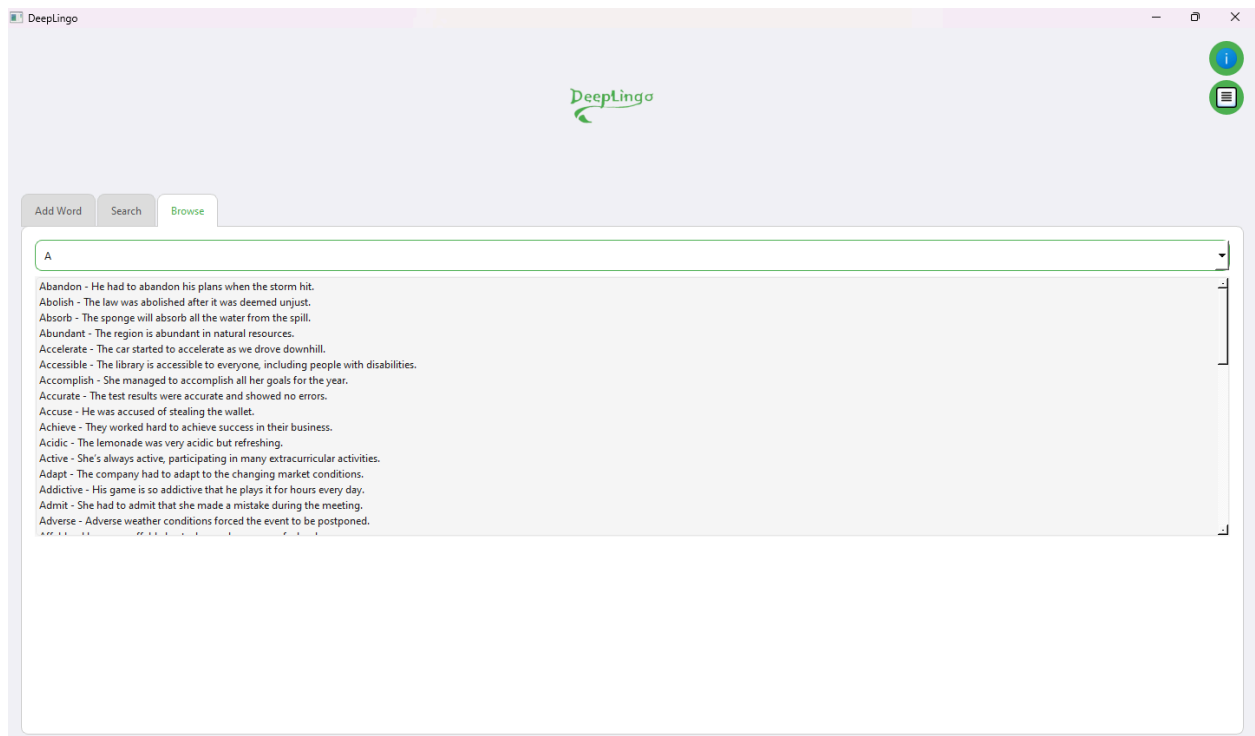 DeepLingo
DeepLingo
Add Word
Search
Browse
A
Abandon - He had to abandon his plans when the storm hit.
Abolish - The law was abolished after it was deemed unjust.
Absorb - The sponge will absorb all the water from the spill.
Abundant - The region is abundant in natural resources.
Accelerate - The car started to accelerate as we drove downhill.
Accessible - The library is accessible to everyone, including people with disabilities.
Accomplish - She managed to accomplish all her goals for the year.
Accurate - The test results were accurate and showed no errors.
Accuse - He was accused of stealing the wallet.
Achieve - They worked hard to achieve success in their business.
Acidic - The lemonade was very acidic but refreshing.
Active - She's always active, participating in many extracurricular activities.
Adapt - The company had to adapt to the changing market conditions.
Addictive - His game is so addictive that he plays it for hours every day.
Admit - She had to admit that she made a mistake during the meeting.
Adverse - Adverse weather conditions forced the event to be postponed.